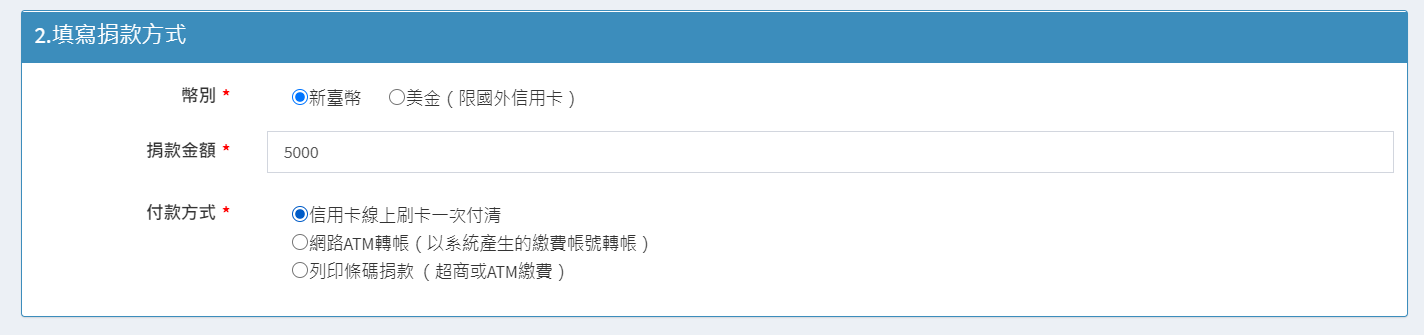 2.填寫捐款方式
幣別 * 新臺幣 美金（限國外信用卡）
捐款金額 * 5000
付款方式 * 信用卡線上刷卡一次付清
網路ATM轉帳（以系統產生的繳費帳號轉帳）
列印條碼捐款 （超商或ATM繳費）